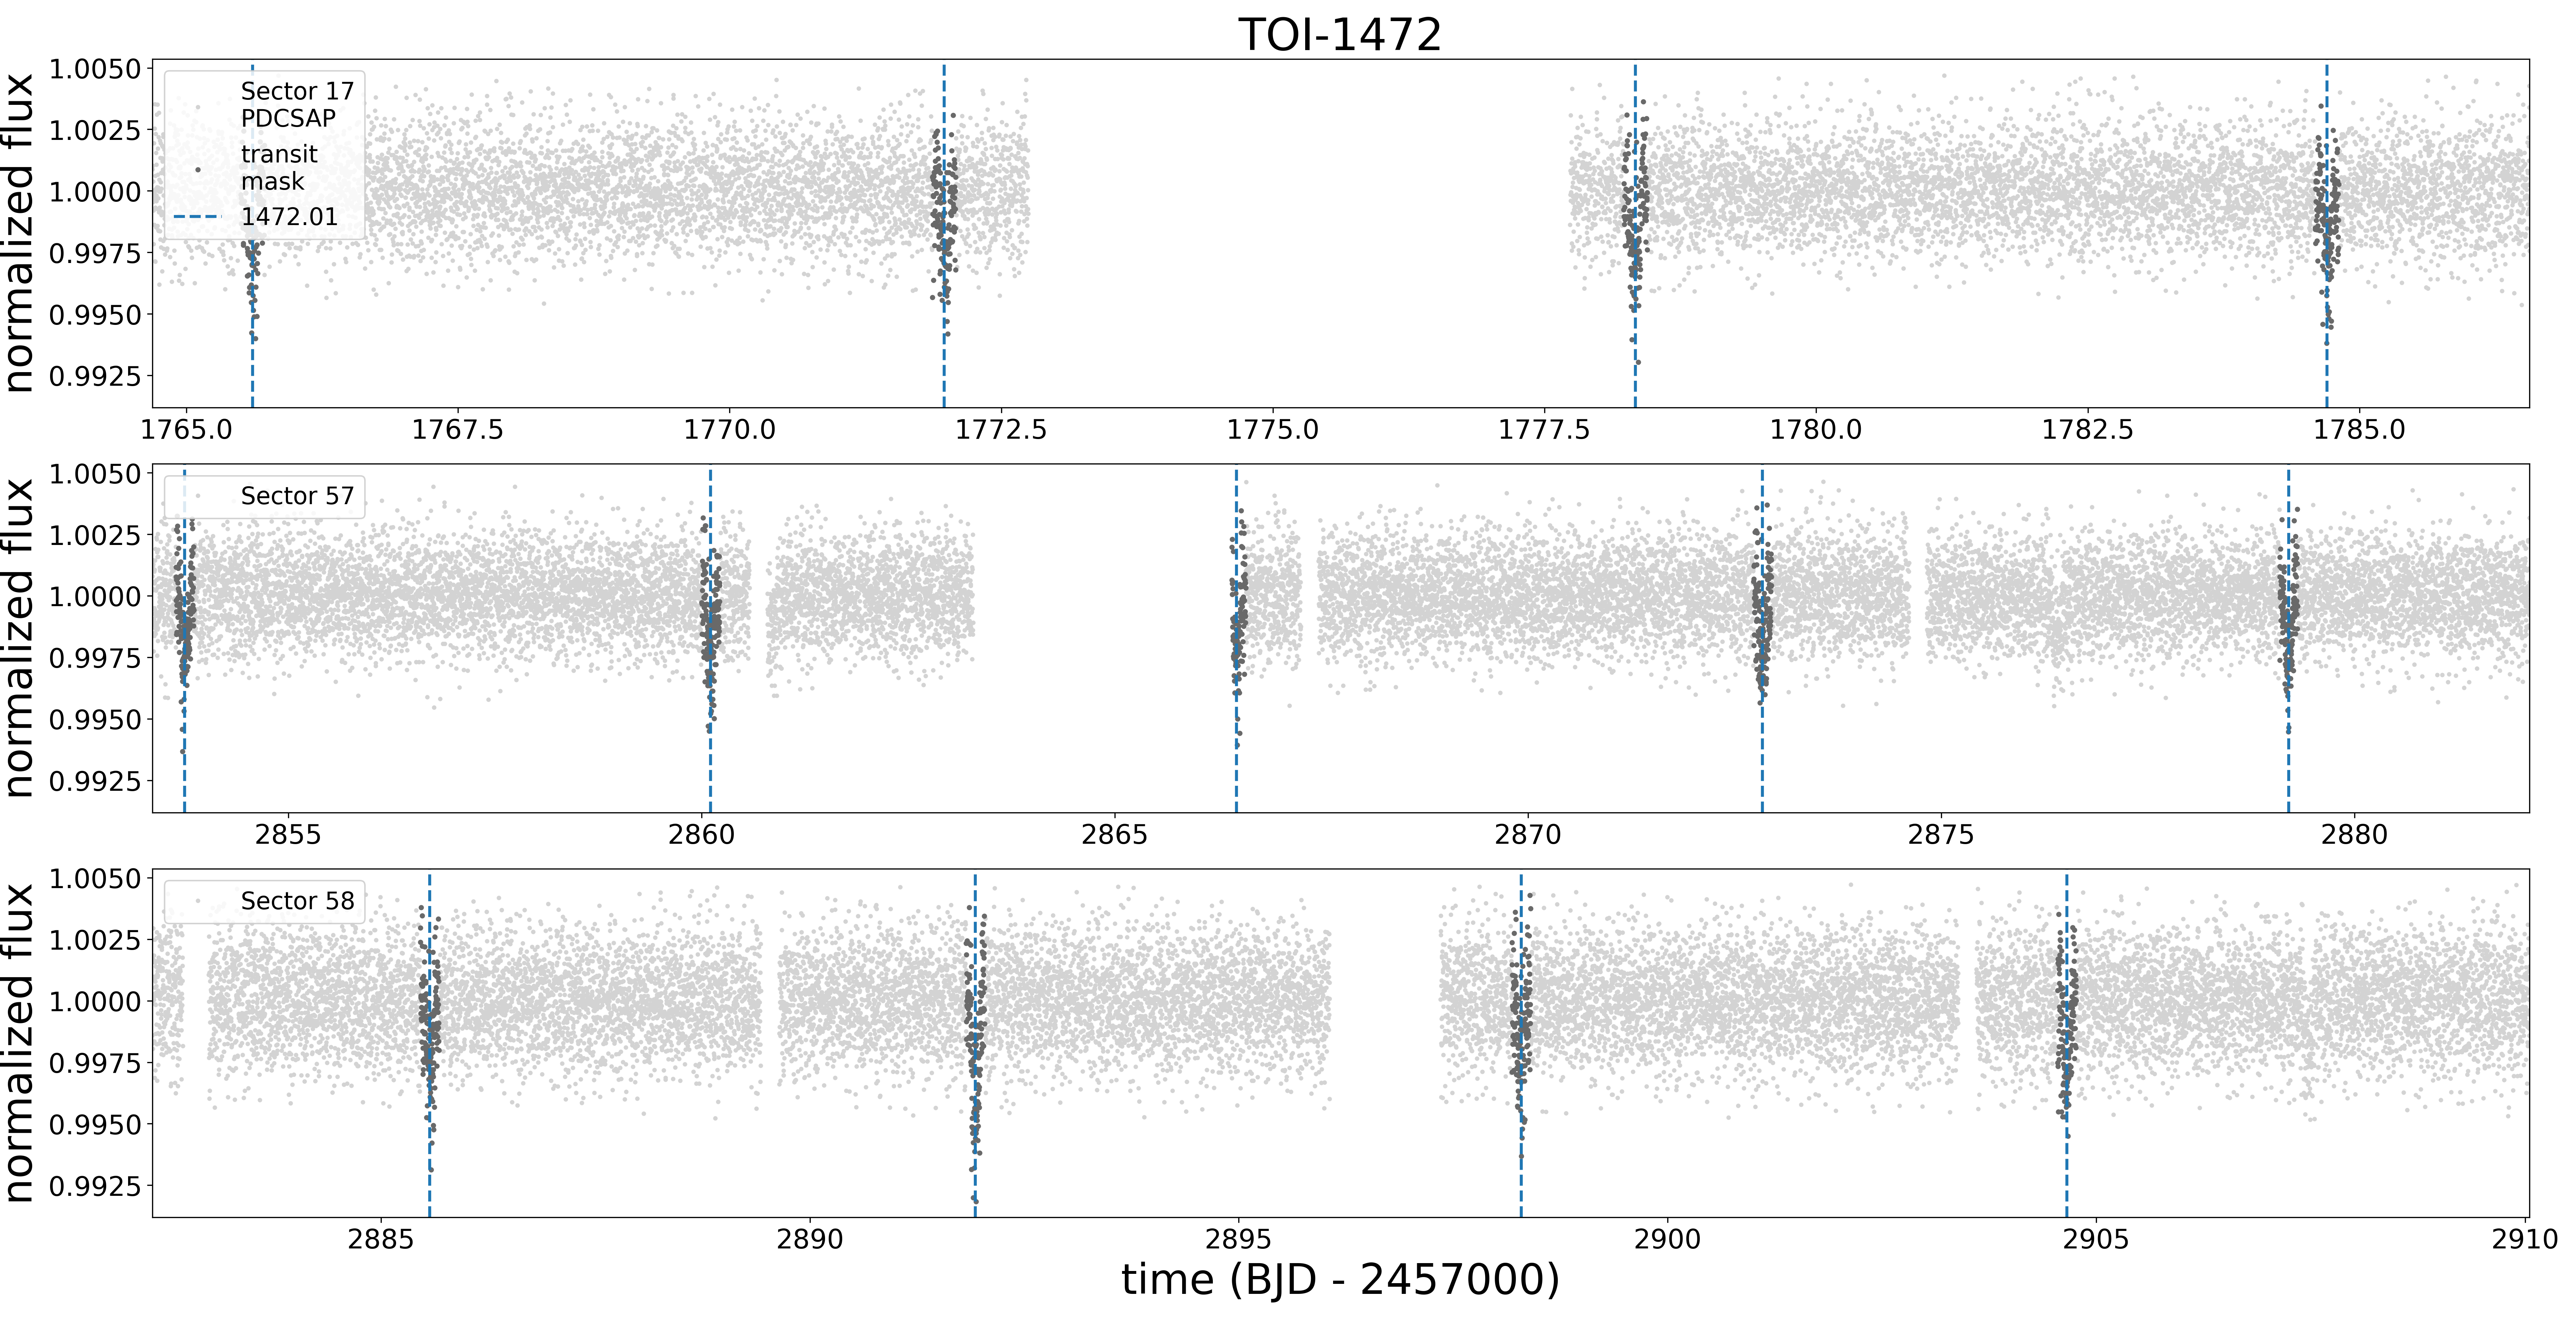 TOI-1472
normalized flux
1.0050
1.0025
1.0000
0.9975
0.9950
0.9925
Sector 17
PDCSAP
transit
mask
1472.01
1765.0 1767.5 1770.0 1772.5 1775.0 1777.5 1780.0 1782.5 1785.0
normalized flux
1.0050
1.0025
1.0000
0.9975
0.9950
0.9925
Sector 57
2855 2860 2865 2870 2875 2880
normalized flux
1.0050
1.0025
1.0000
0.9975
0.9950
0.9925
Sector 58
2885 2890 2895 2900 2905 2910
time (BJD - 2457000)